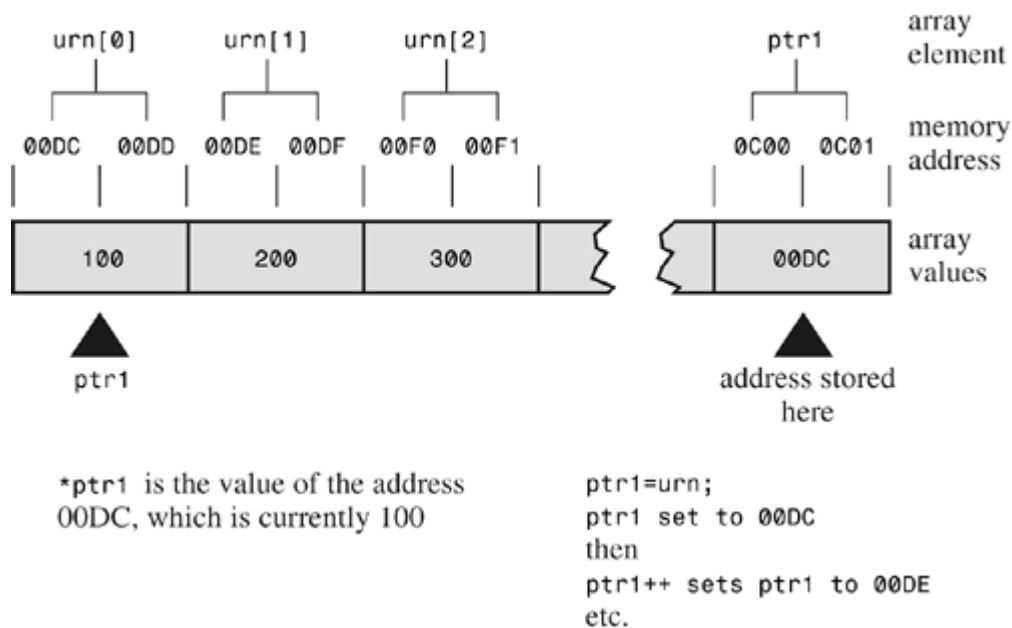 urn[0] urn[1] urn[2] ptr1 array
element
00DC 00DD 00DE 00DF 00F0 00F1 0C00 0C01 memory
address
100 200 300 00DC array
values
ptr1 address stored
here
*ptr1 is the value of the address
00DC, which is currently 100
ptr1=urn;
ptr1 set to 00DC
then
ptr1++ sets ptr1 to 00DE
etc.